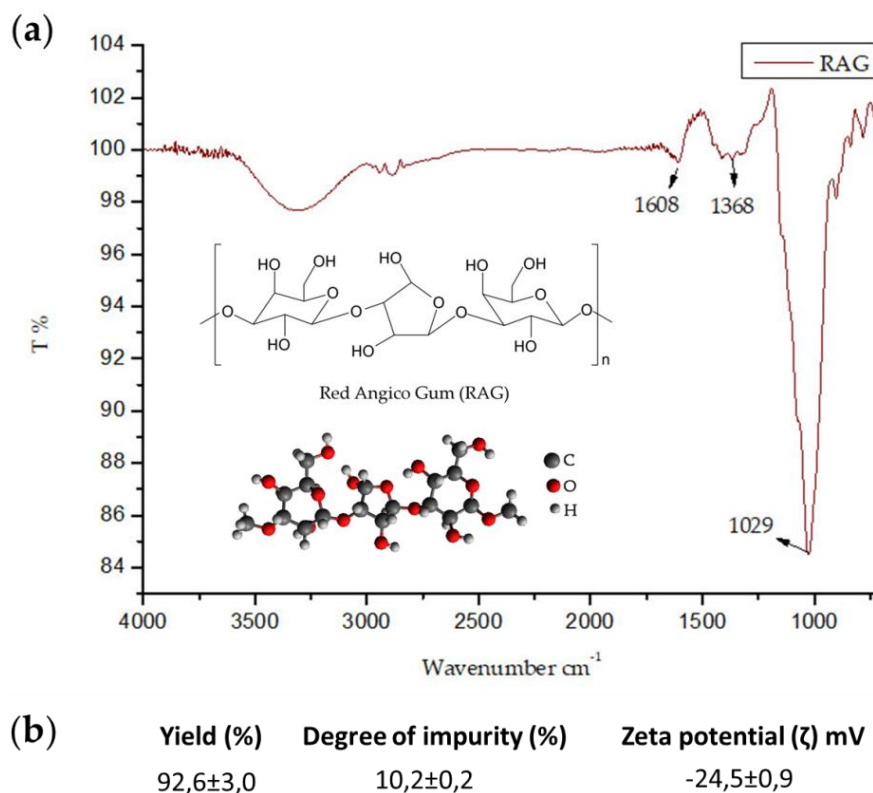 (a)
RAG
T %
104
102
100
98
96
94
92
90
88
86
84
1608
1368
1029
HO
OH
HO
HO
OH
O
O
O
O
O
O
O
HO
HO
HO
n
Red Angico Gum (RAG)
C
O
H
4000 3500 3000 2500 2000 1500 1000
Wavenumber cm⁻¹
(b)
Yield (%) Degree of impurity (%) Zeta potential (ζ) mV
92,6±3,0 10,2±0,2 -24,5±0,9